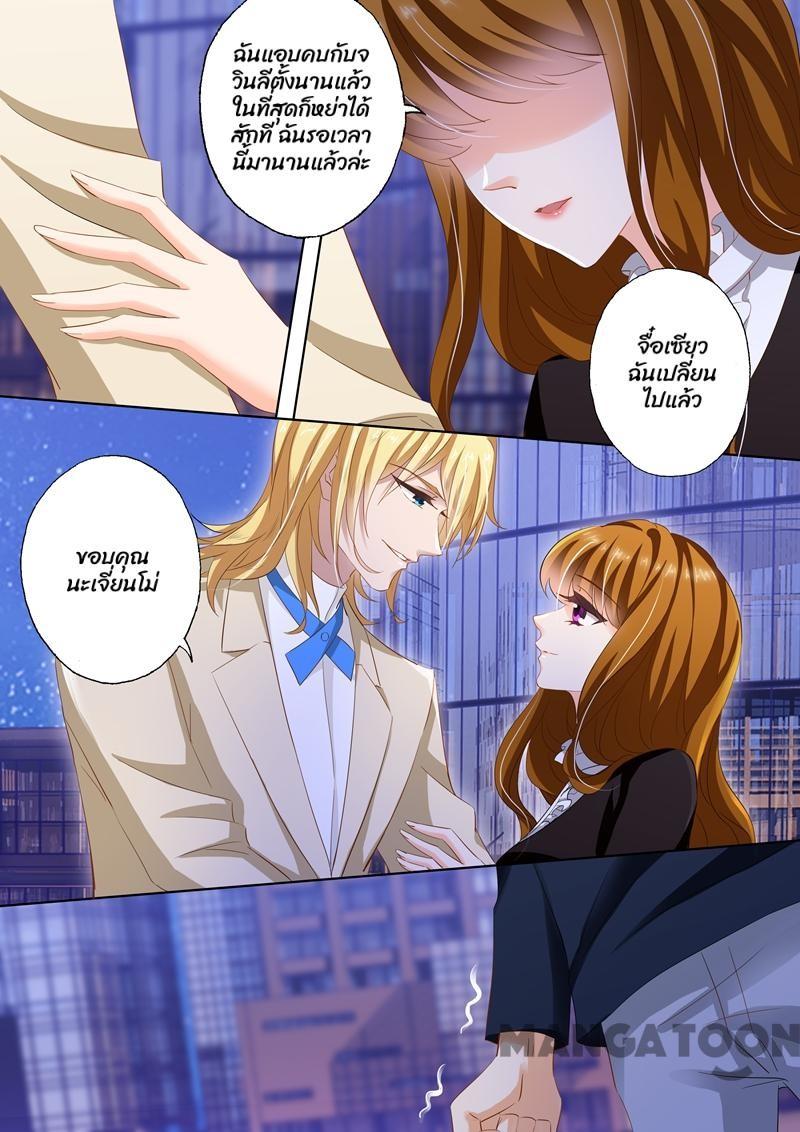 ฉันแอบคบกับจ
วินลีตั้งนานแล้ว
ในที่สุดก็หย่าได้
สักที ฉันรอเวลา
นี้มานานแล้วล่ะ
จื๋อเซียว
ฉันเปลี่ยน
ไปแล้ว
ขอบคุณ
นะเจี่ยนโม่
MANGATOON